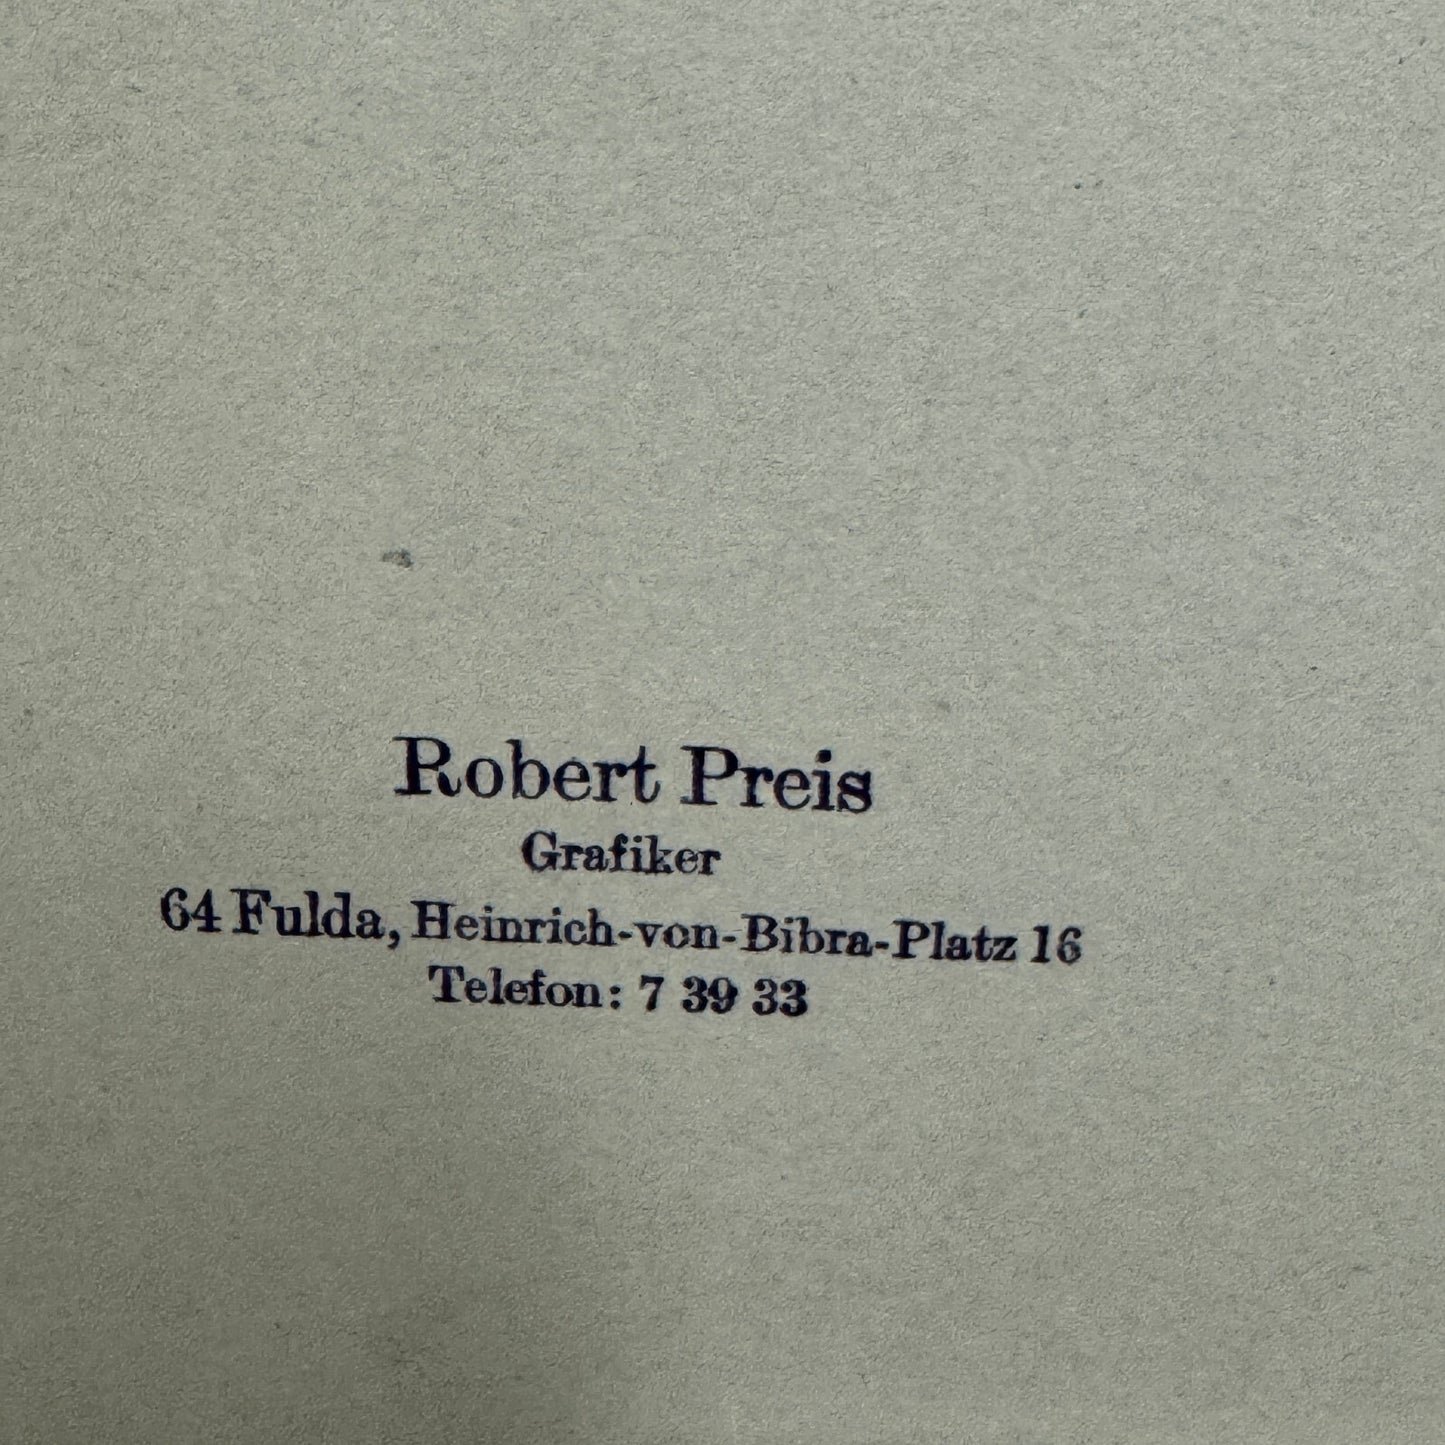 Robert Preis
Grafiker
64 Fulda, Heinrich-von-Bibra-Platz 16
Telefon: 7 39 33